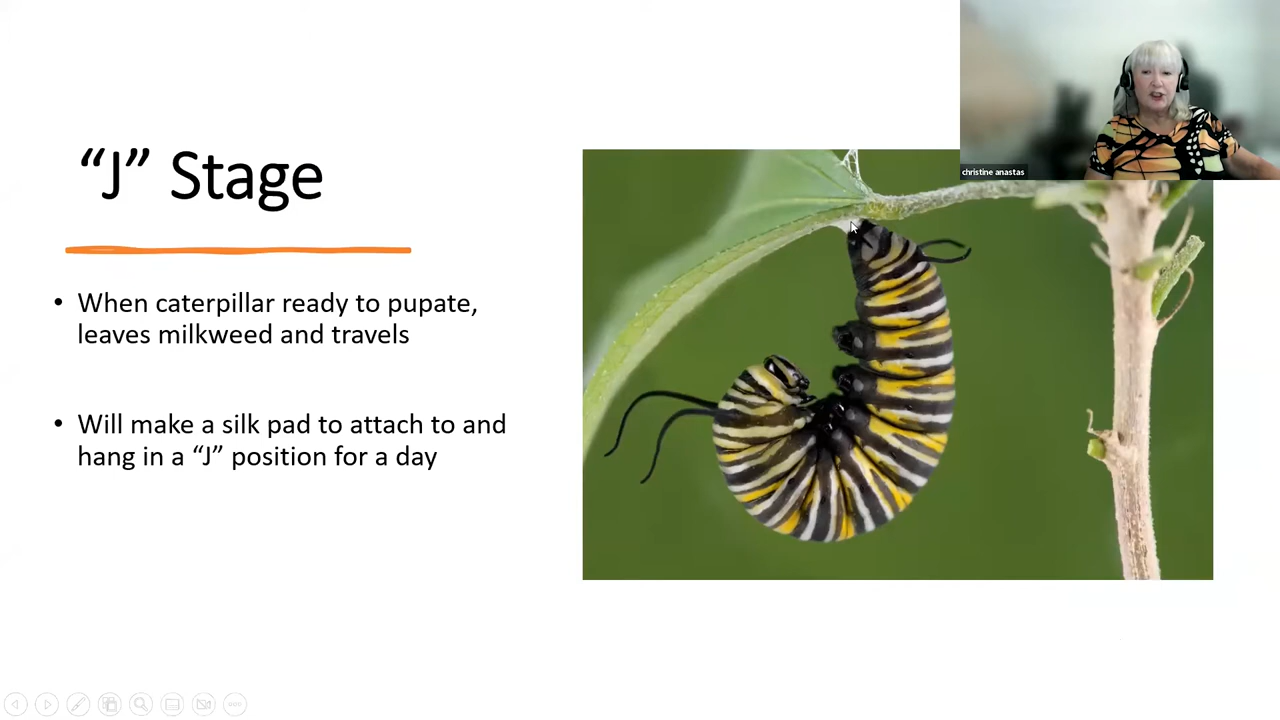 “J” Stage
• When caterpillar ready to pupate,
leaves milkweed and travels
• Will make a silk pad to attach to and
hang in a “J” position for a day
christine anastas